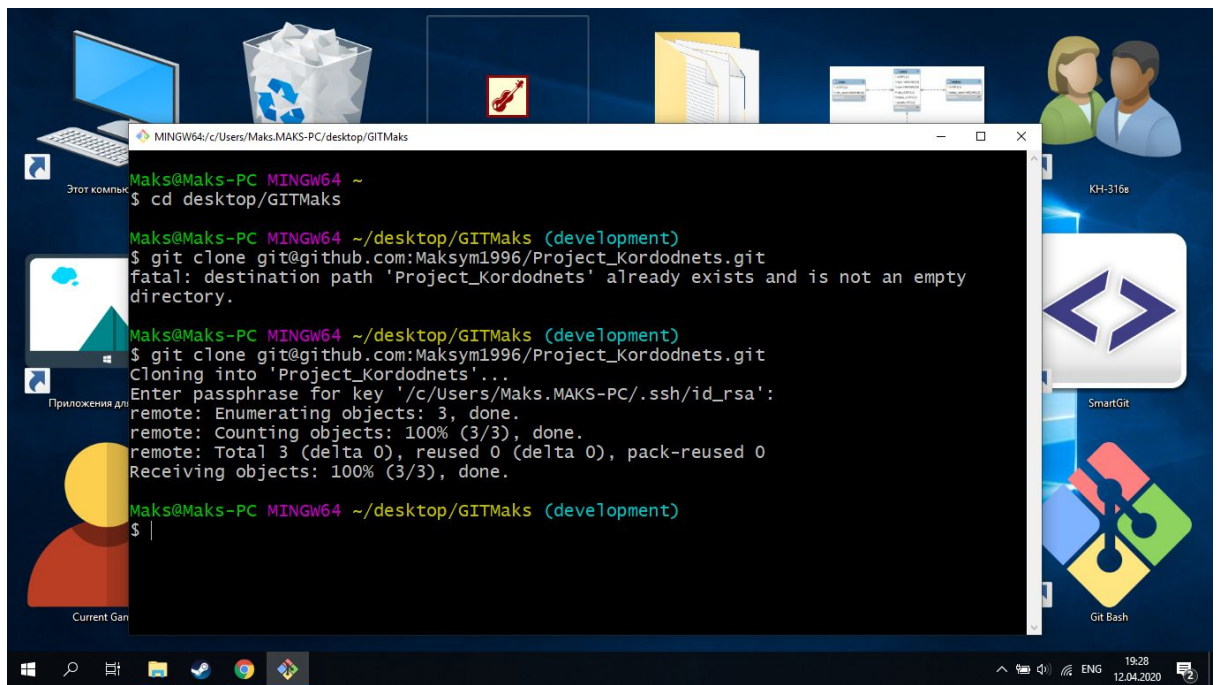 MINGW64:/c/Users/Maks.MAKS-PC/desktop/GITMaks
Maks@Maks-PC MINGW64 ~
$ cd desktop/GITMaks
Maks@Maks-PC MINGW64 ~/desktop/GITMaks (development)
$ git clone git@github.com:Maksym1996/Project_Kordodnets.git
fatal: destination path 'Project_Kordodnets' already exists and is not an empty
directory.
Maks@Maks-PC MINGW64 ~/desktop/GITMaks (development)
$ git clone git@github.com:Maksym1996/Project_Kordodnets.git
Cloning into 'Project_Kordodnets'...
Enter passphrase for key '/c/Users/Maks.MAKS-PC/.ssh/id_rsa':
remote: Enumerating objects: 3, done.
remote: Counting objects: 100% (3/3), done.
remote: Total 3 (delta 0), reused 0 (delta 0), pack-reused 0
Receiving objects: 100% (3/3), done.
Maks@Maks-PC MINGW64 ~/desktop/GITMaks (development)
$
Этот компью
КН-316в
Приложения для
SmartGit
Current Gam
Git Bash
ENG
19:28
12.04.2020
2